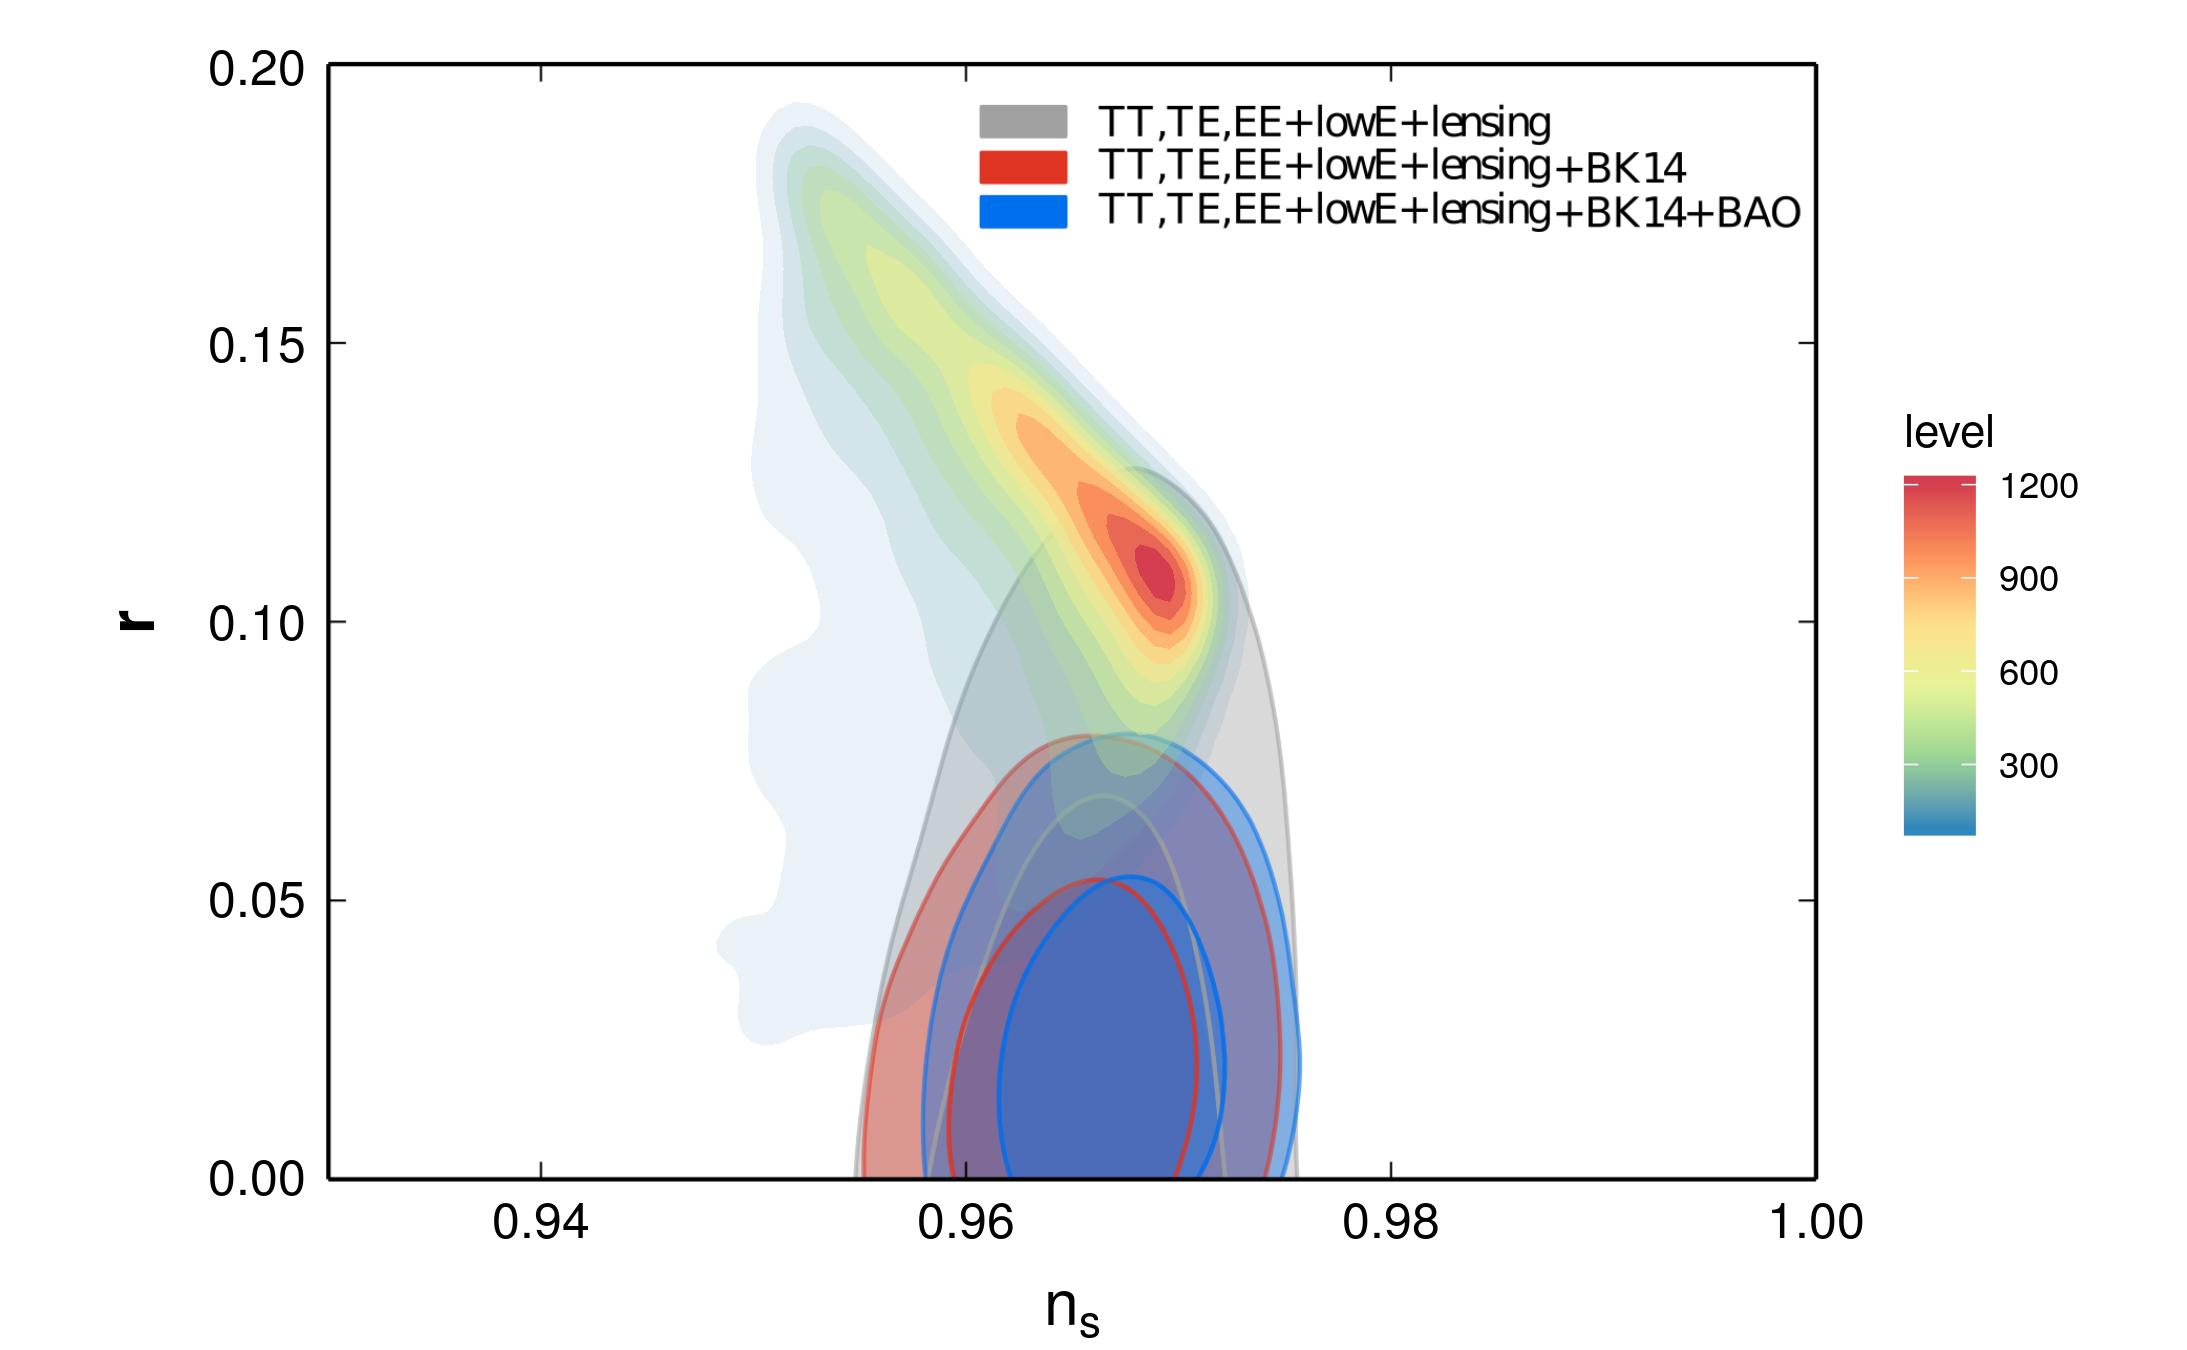 0.20
TT,TE,EE+lowE+lensing
TT,TE,EE+lowE+lensing+BK14
TT,TE,EE+lowE+lensing+BK14+BAO
0.15
level
1200
900
600
300
r
0.10
0.05
0.00
0.94 0.96 0.98 1.00
ns